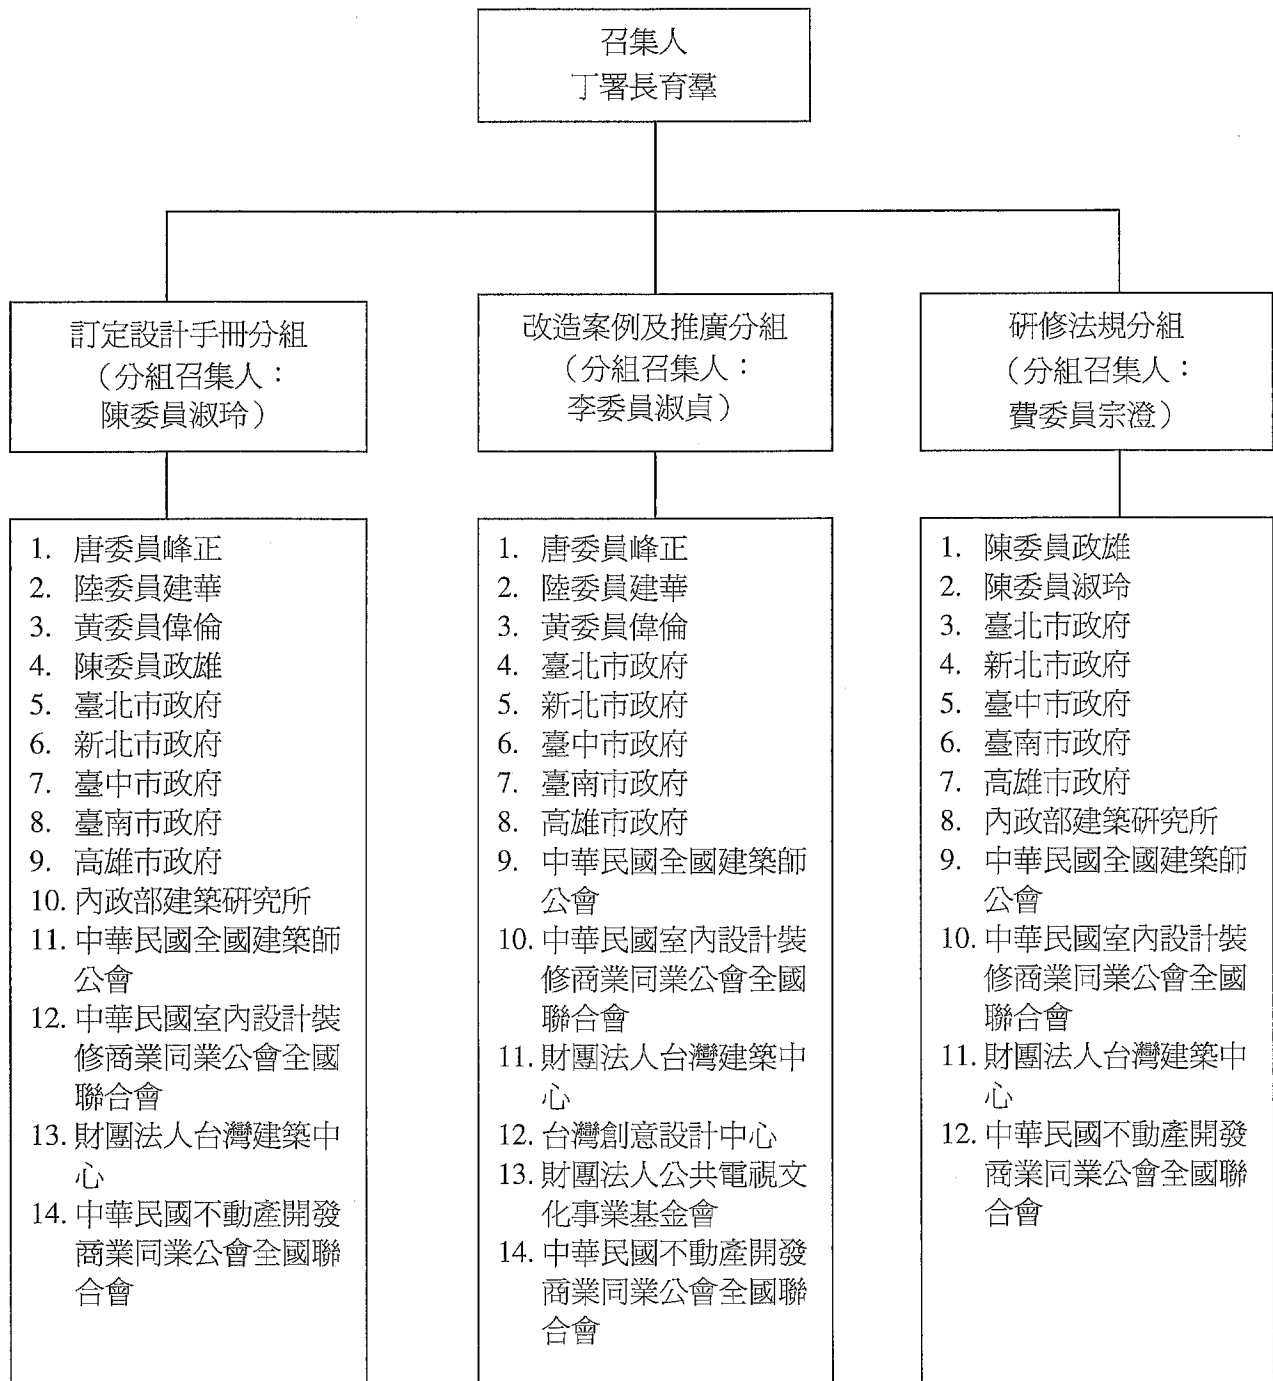 召集人
丁署長育羣
訂定設計手冊分組
（分組召集人：
陳委員淑玲）
改造案例及推廣分組
（分組召集人：
李委員淑貞）
研修法規分組
（分組召集人：
費委員宗澄）
1. 唐委員峰正
2. 陸委員建華
3. 黃委員偉倫
4. 陳委員政雄
5. 臺北市政府
6. 新北市政府
7. 臺中市政府
8. 臺南市政府
9. 高雄市政府
10. 內政部建築研究所
11. 中華民國全國建築師
公會
12. 中華民國室內設計裝
修商業同業公會全國
聯合會
13. 財團法人台灣建築中
心
14. 中華民國不動產開發
商業同業公會全國聯
合會
1. 唐委員峰正
2. 陸委員建華
3. 黃委員偉倫
4. 臺北市政府
5. 新北市政府
6. 臺中市政府
7. 臺南市政府
8. 高雄市政府
9. 中華民國全國建築師
公會
10. 中華民國室內設計裝
修商業同業公會全國
聯合會
11. 財團法人台灣建築中
心
12. 台灣創意設計中心
13. 財團法人公共電視文
化事業基金會
14. 中華民國不動產開發
商業同業公會全國聯
合會
1. 陳委員政雄
2. 陳委員淑玲
3. 臺北市政府
4. 新北市政府
5. 臺中市政府
6. 臺南市政府
7. 高雄市政府
8. 內政部建築研究所
9. 中華民國全國建築師
公會
10. 中華民國室內設計裝
修商業同業公會全國
聯合會
11. 財團法人台灣建築中
心
12. 中華民國不動產開發
商業同業公會全國聯
合會